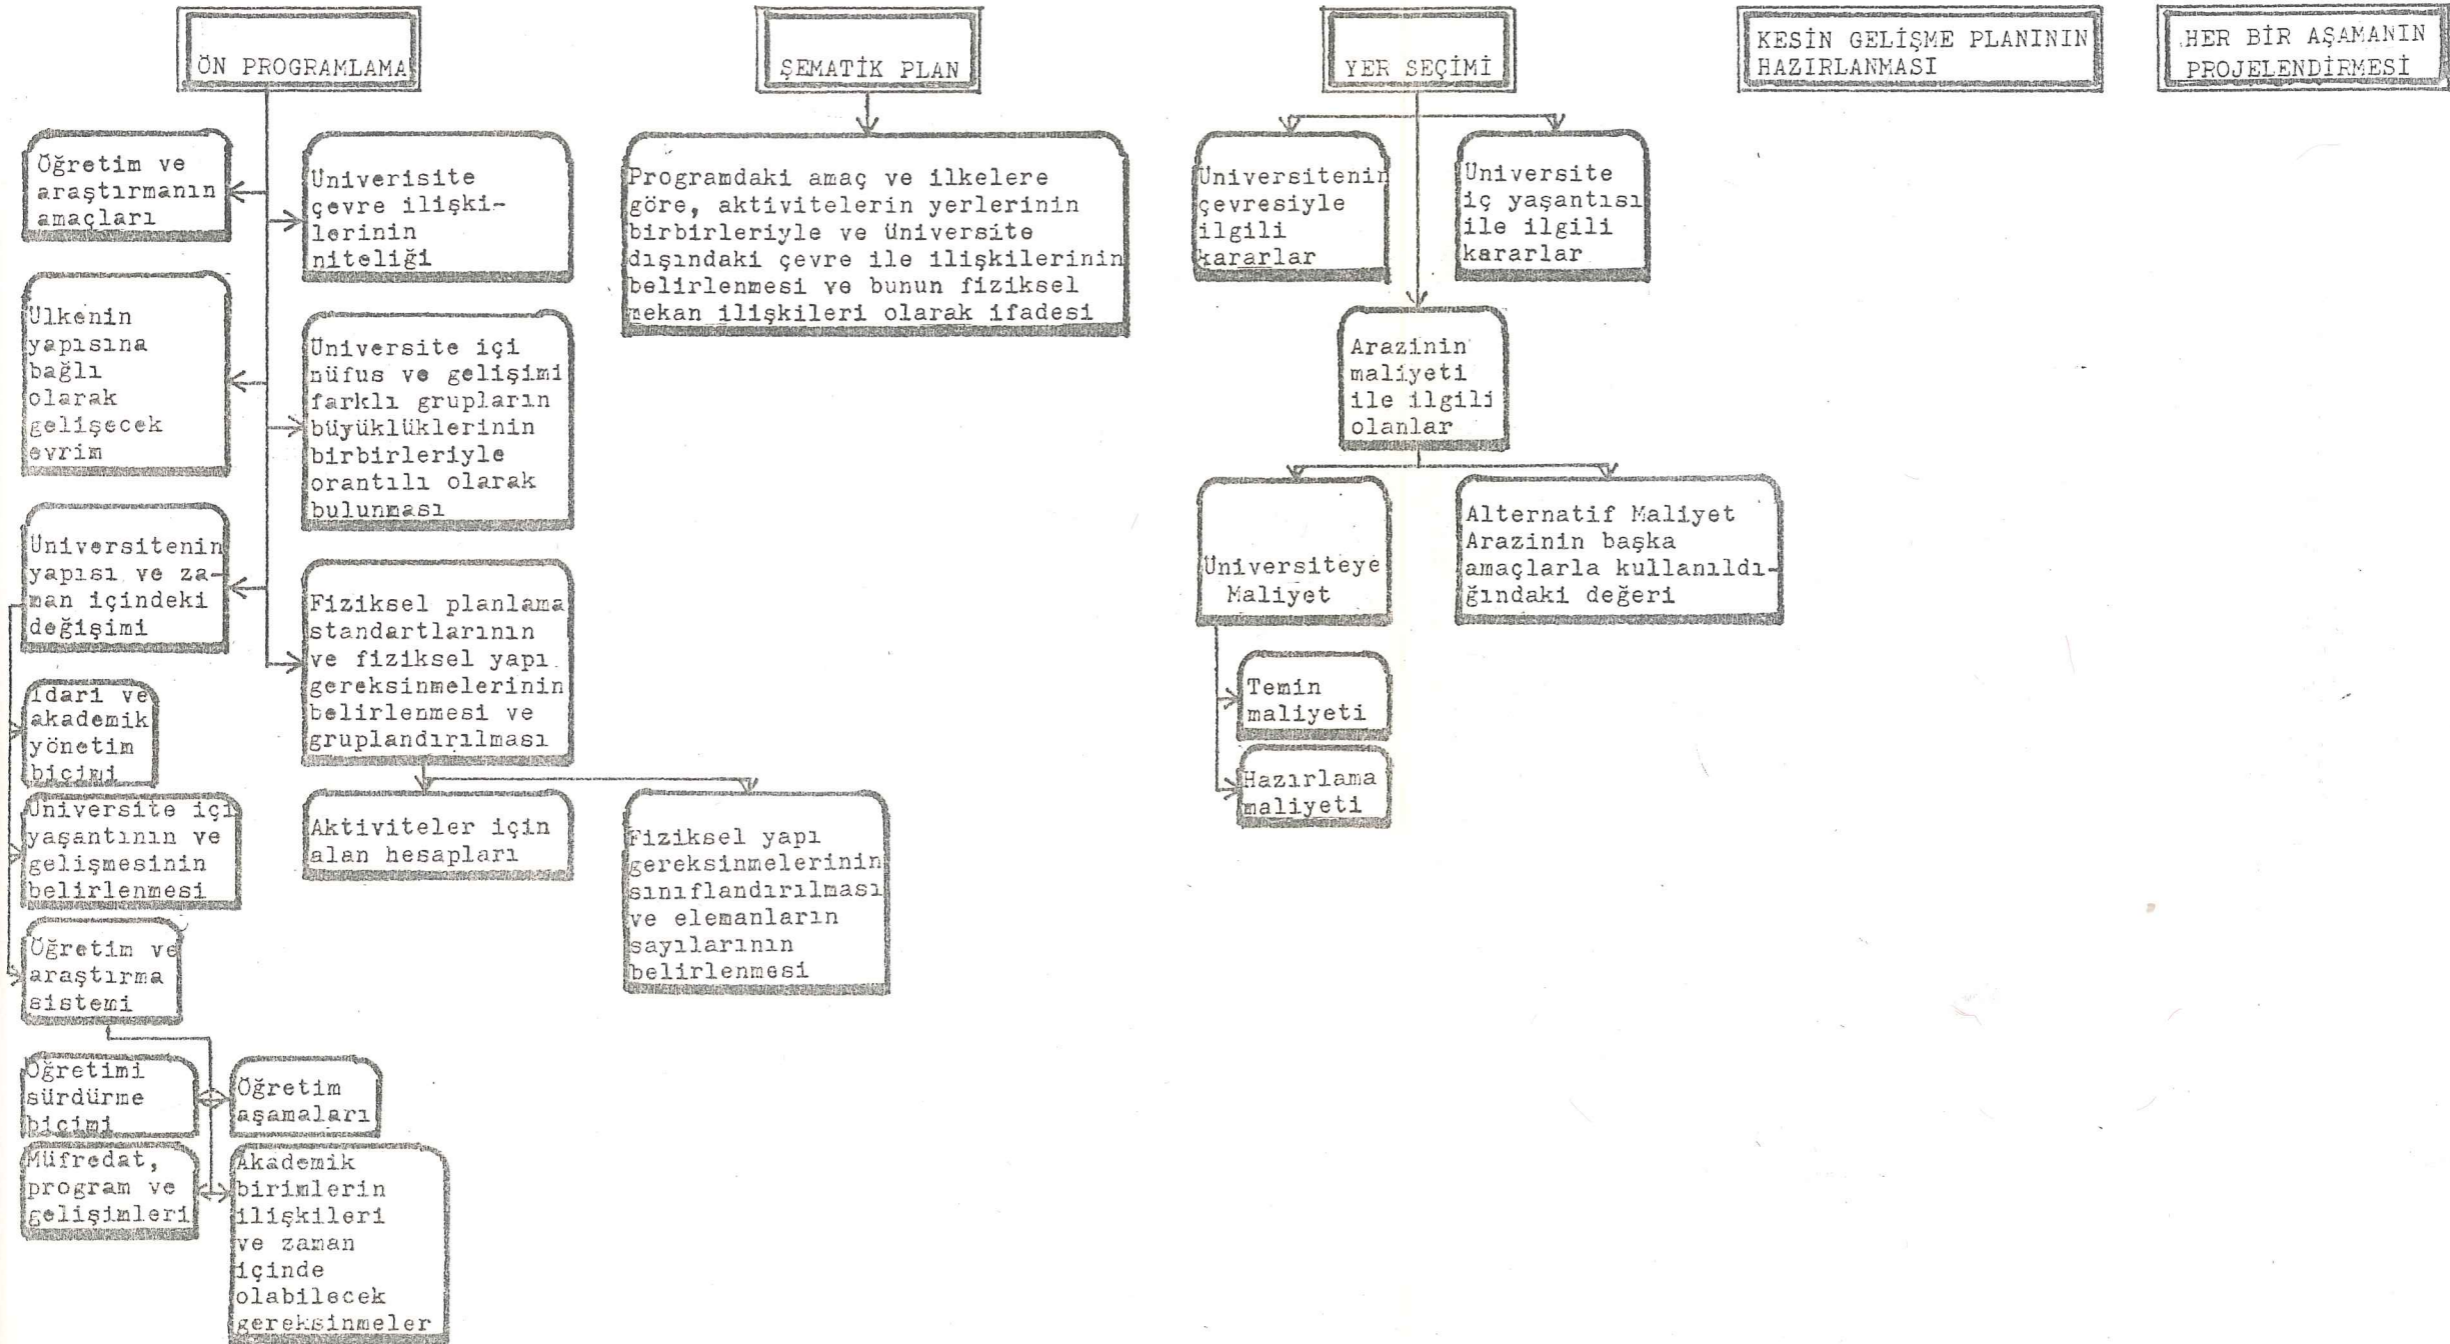 ÖN PROGRAMLAMA
ŞEMATİK PLAN
YER SEÇİMİ
KESİN GELİŞME PLANININ
HAZIRLANMASI
HER BİR AŞAMANIN
PROJELENDİRMESİ
Öğretim ve
araştırmanın
amaçları
Üniverisite
çevre ilişki-
lerinin
niteliği
Ülkenin
yapısına
bağlı
olarak
gelişecek
evrim
Üniversite içi
nüfus ve gelişimi
farklı grupların
büyüklüklerinin
birbirleriyle
orantılı olarak
bulunması
Üniversitenin
yapısı ve za-
man içindeki
değişimi
Fiziksel planlama
standartlarının
ve fiziksel yapı
gereksinmelerinin
belirlenmesi ve
gruplandırılması
İdari ve
akademik
yönetim
biçimi
Üniversite içi
yaşantının ve
gelişmesinin
belirlenmesi
Öğretim ve
araştırma
sistemi
Öğretimi
sürdürme
biçimi
Öğretim
aşamaları
Müfredat,
program ve
gelişimleri
Akademik
birimlerin
ilişkileri
ve zaman
içinde
olabilecek
gereksinmeler
Aktiviteler için
alan hesapları
Fiziksel yapı
gereksinmelerinin
sınıflandırılması
ve elemanların
sayılarının
belirlenmesi
Programdaki amaç ve ilkelere
göre, aktivitelerin yerlerinin
birbirleriyle ve Üniversite
dışındaki çevre ile ilişkilerinin
belirlenmesi ve bunun fiziksel
mekan ilişkileri olarak ifadesi
Üniversitenin
çevresiyle
ilgili
kararlar
Üniversite
iç yaşantısı
ile ilgili
kararlar
Arazinin
maliyeti
ile ilgili
olanlar
Üniversiteye
Maliyet
Alternatif Maliyet
Arazinin başka
amaçlarla kullanıldı-
ğındaki değeri
Temin
maliyeti
Hazırlama
maliyeti